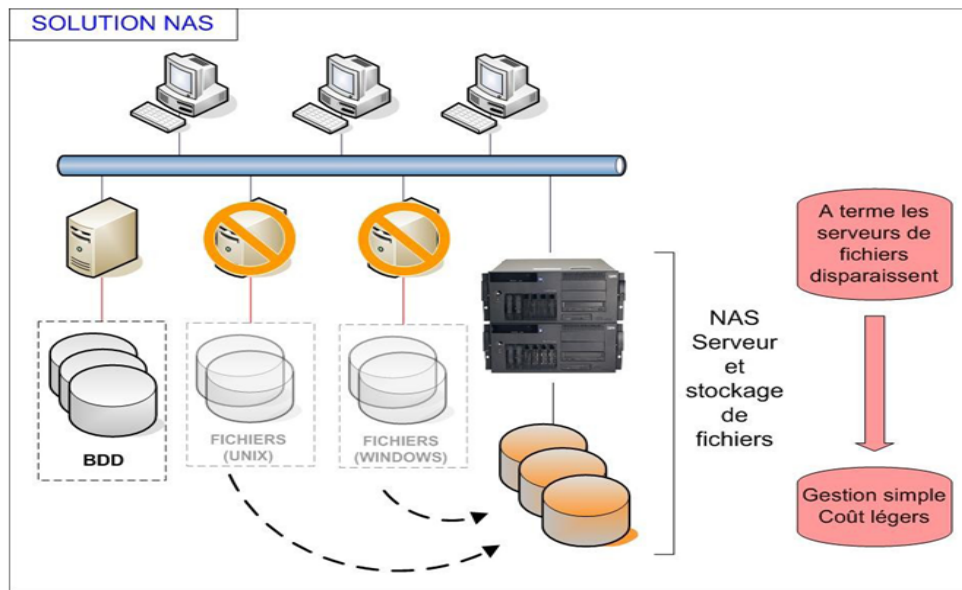 SOLUTION NAS
A terme les
serveurs de
fichiers
disparaissent
NAS
Serveur
et
stockage
de
fichiers
BDD
FICHIERS
(UNIX)
FICHIERS
(WINDOWS)
Gestion simple
Coût légers